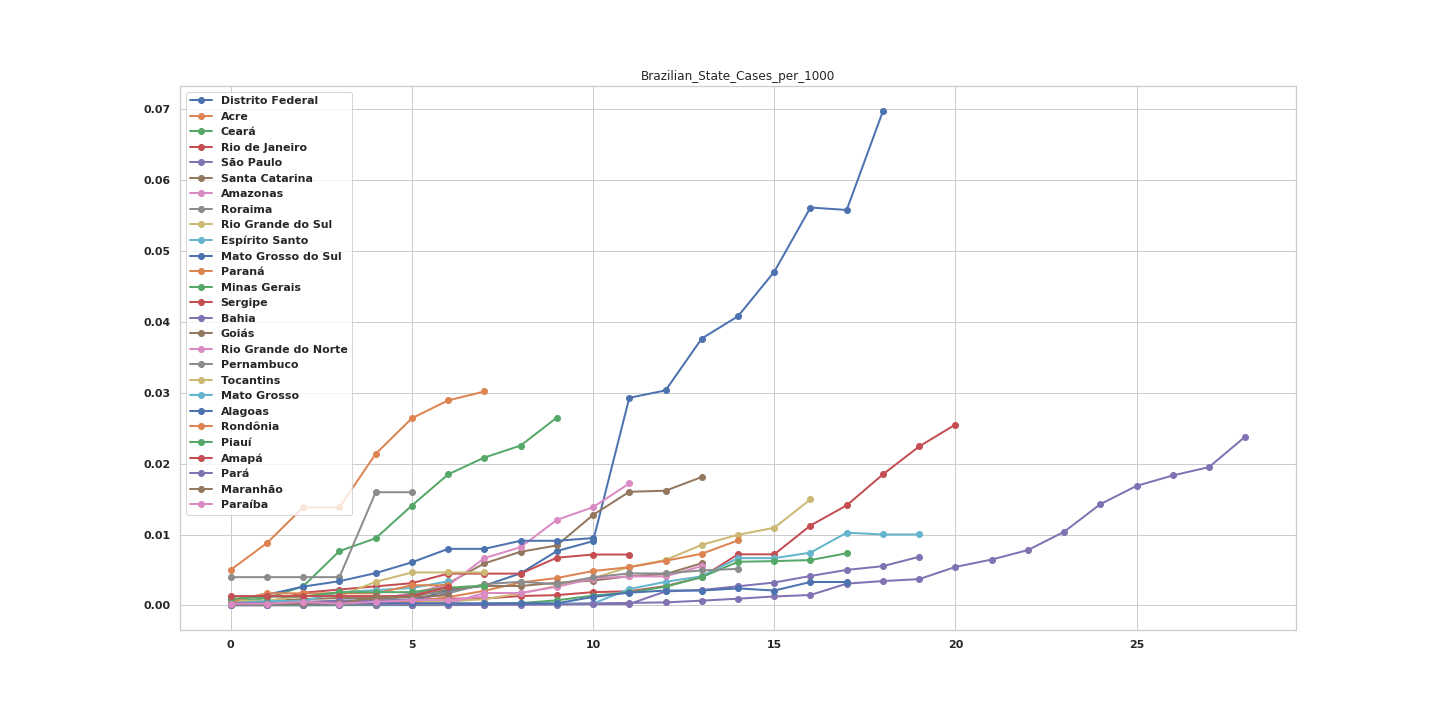 Brazilian_State_Cases_per_1000
0.07
0.06
0.05
0.04
0.03
0.02
0.01
0.00
Distrito Federal
Acre
Ceará
Rio de Janeiro
São Paulo
Santa Catarina
Amazonas
Roraima
Rio Grande do Sul
Espírito Santo
Mato Grosso do Sul
Paraná
Minas Gerais
Sergipe
Bahia
Goiás
Rio Grande do Norte
Pernambuco
Tocantins
Mato Grosso
Alagoas
Rondônia
Piauí
Amapá
Pará
Maranhão
Paraíba
0 5 10 15 20 25